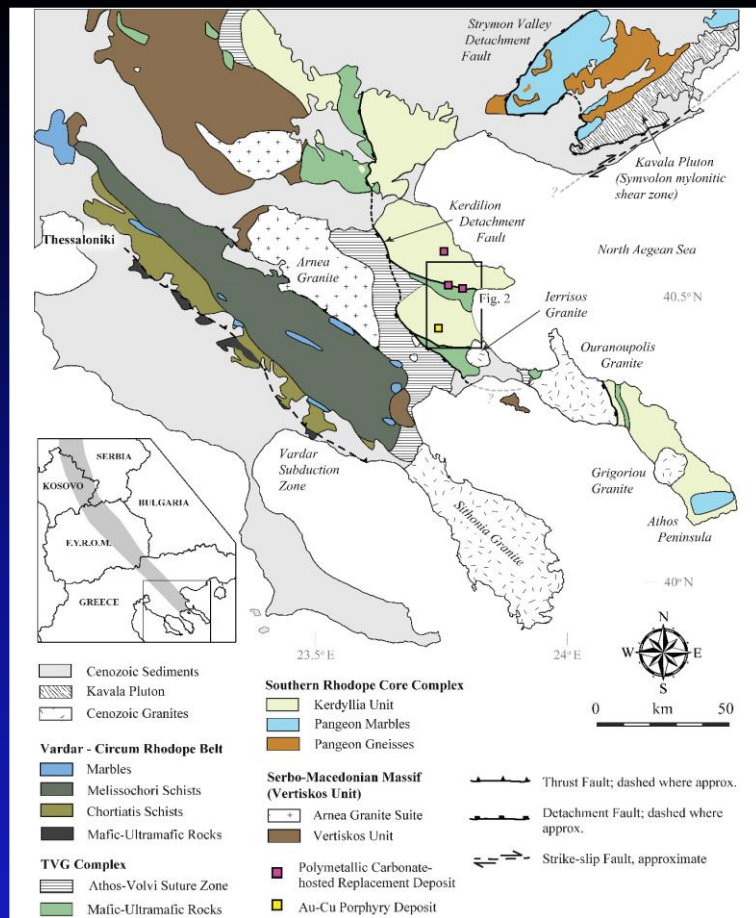 Strymon Valley
Detachment
Fault
Kavala Pluton
(Symvolon mylonitic
shear zone)
?
Kerdilion
Detachment
Fault
North Aegean Sea
Thessaloniki
Arnea
Granite
Fig. 2
40.5° N
Ierrisos
Granite
Ouranoupolis
Granite
?
Vardar
Subduction
Zone
Grigoriou
Granite
Sithonia Granite
Athos
Peninsula
SERBIA
KOSOVO
BULGARIA
F.Y.R.O.M.
GREECE
40° N
23.5° E
24° E
N
W E
S
0 km 50
Cenozoic Sediments
Kavala Pluton
Cenozoic Granites
Vardar - Circum Rhodope Belt
Marbles
Melissochori Schists
Chortiatis Schists
Mafic-Ultramafic Rocks
TVG Complex
Athos-Volvi Suture Zone
Mafic-Ultramafic Rocks
Southern Rhodope Core Complex
Kerdyllia Unit
Pangeon Marbles
Pangeon Gneisses
Serbo-Macedonian Massif
(Vertiskos Unit)
Arnea Granite Suite
Vertiskos Unit
Polymetallic Carbonate-
hosted Replacement Deposit
Au-Cu Porphyry Deposit
Thrust Fault; dashed where approx.
Detachment Fault; dashed where
approx.
Strike-slip Fault, approximate